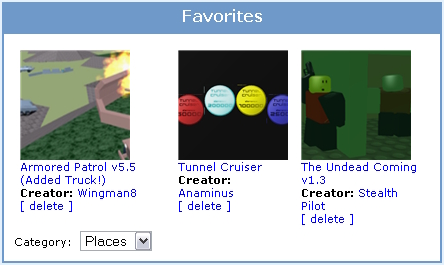 Favorites
Armored Patrol v5.5
(Added Truck!)
Creator: Wingman8
[ delete ]
Tunnel Cruiser
Creator:
Anaminus
[ delete ]
The Undead Coming
v1.3
Creator: Stealth
Pilot
[ delete ]
Category: Places